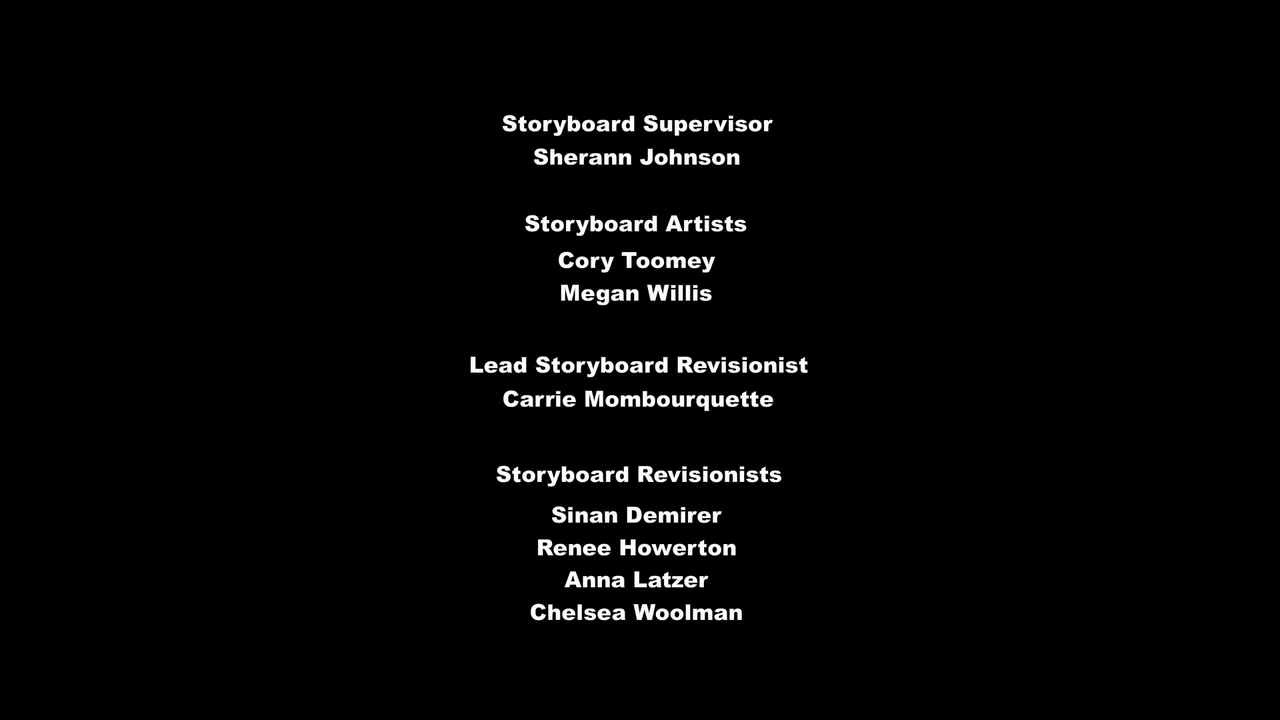 Storyboard Supervisor
Sherann Johnson
Storyboard Artists
Cory Toomey
Megan Willis
Lead Storyboard Revisionist
Carrie Mombourquette
Storyboard Revisionists
Sinan Demirer
Renee Howerton
Anna Latzer
Chelsea Woolman